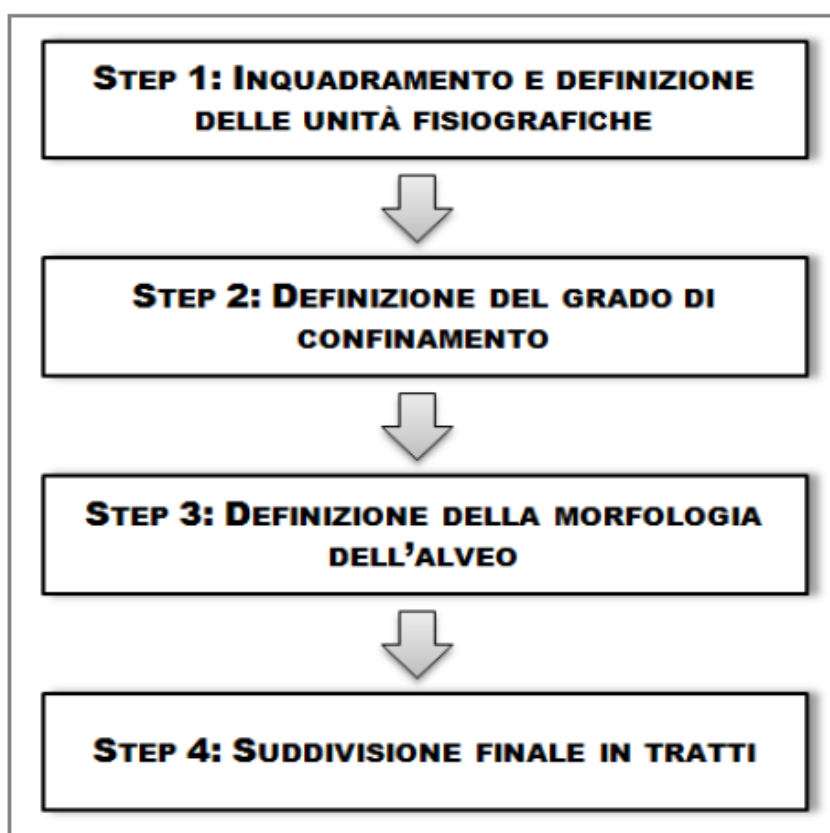 STEP 1: INQUADRAMENTO E DEFINIZIONE
DELLE UNITÀ FISIOGRAFICHE
STEP 2: DEFINIZIONE DEL GRADO DI
CONFINAMENTO
STEP 3: DEFINIZIONE DELLA MORFOLOGIA
DELL’ALVEO
STEP 4: SUDDIVISIONE FINALE IN TRATTI